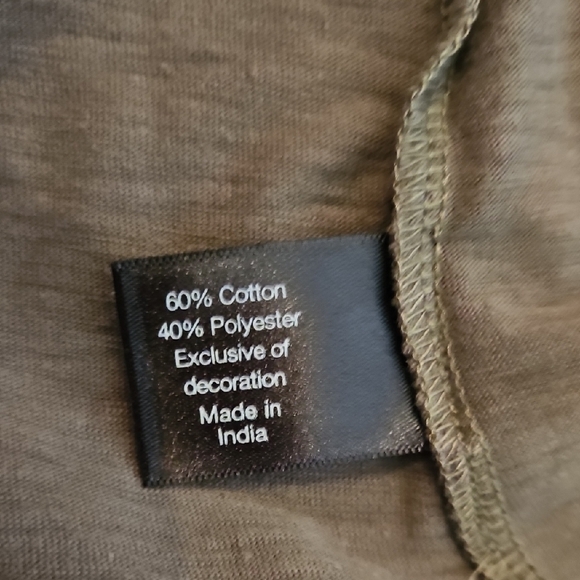 60% Cotton
40% Polyester
Exclusive of
decoration
Made in
India